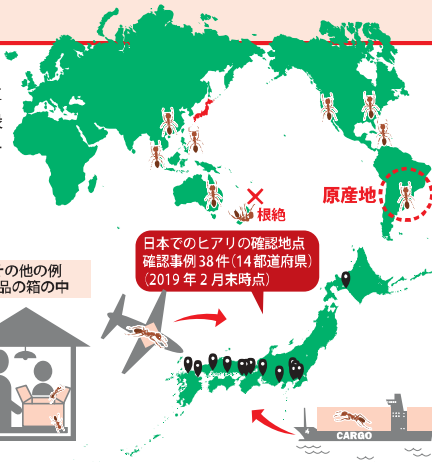 原産地
根絶
日本でのヒアリの確認地点
確認事例38件(14都道府県)
(2019年2月末時点)
その他の例
品の箱の中
CARGO